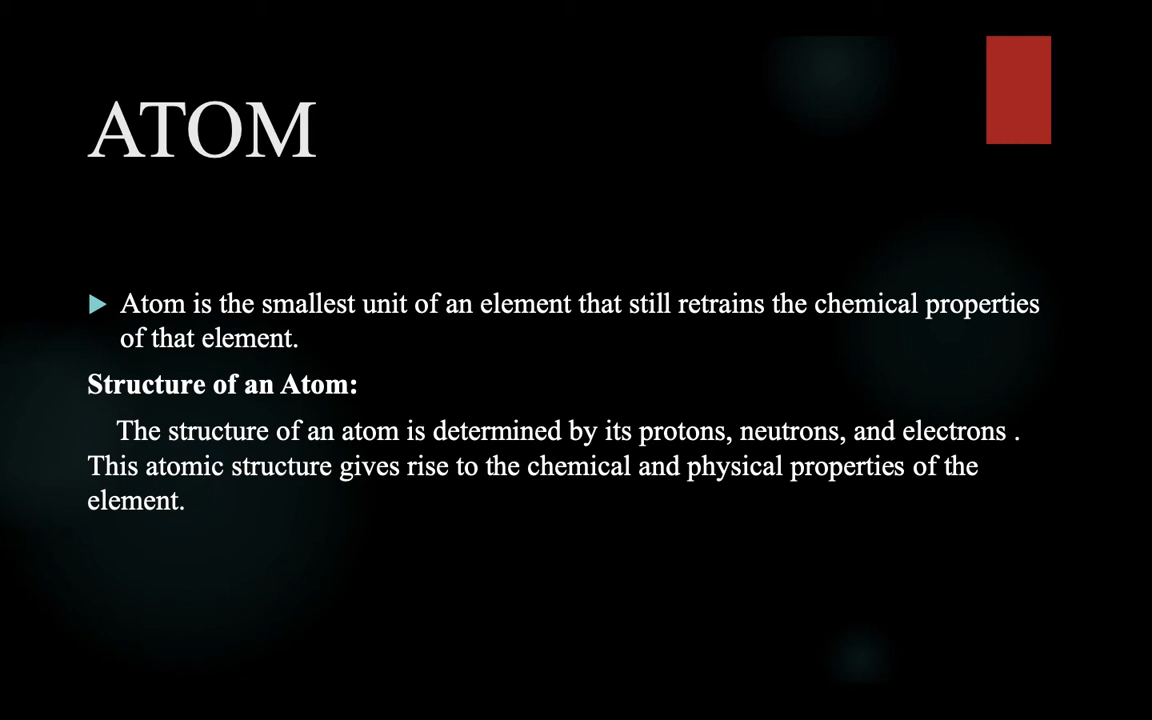 ATOM
Atom is the smallest unit of an element that still retrains the chemical properties
of that element.
Structure of an Atom:
The structure of an atom is determined by its protons, neutrons, and electrons .
This atomic structure gives rise to the chemical and physical properties of the
element.